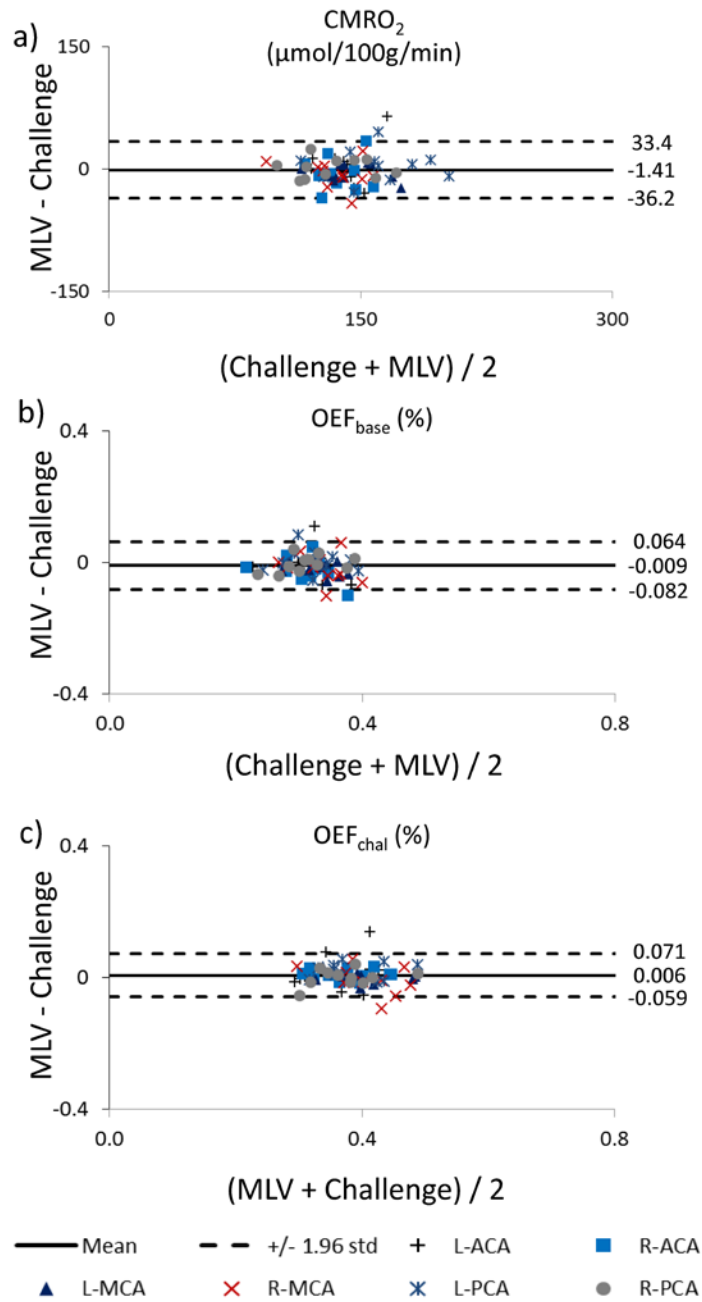 a)
CMRO₂
(μmol/100g/min)
150
MLV - Challenge
33.4
0
-1.41
-36.2
-150
0
150
300
(Challenge + MLV) / 2
b)
OEFbase (%)
0.4
MLV - Challenge
0.064
0
-0.009
-0.082
-0.4
0.0
0.4
0.8
(Challenge + MLV) / 2
c)
OEFchal (%)
0.4
MLV - Challenge
0.071
0
0.006
-0.059
-0.4
0.0
0.4
0.8
(MLV + Challenge) / 2
Mean +/- 1.96 std L-ACA R-ACA
L-MCA R-MCA L-PCA R-PCA